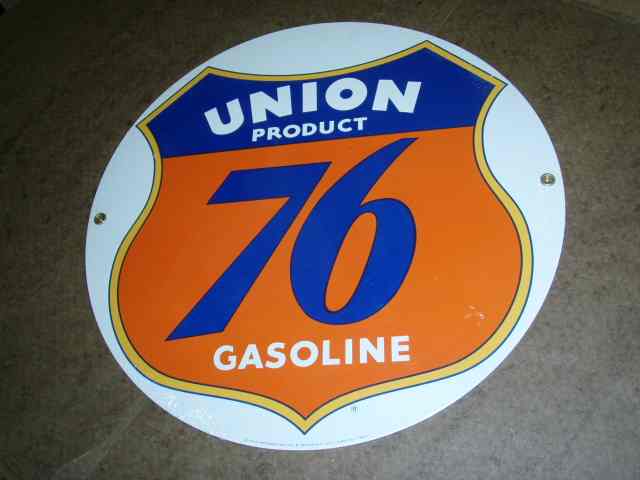 UNION
PRODUCT
76
GASOLINE